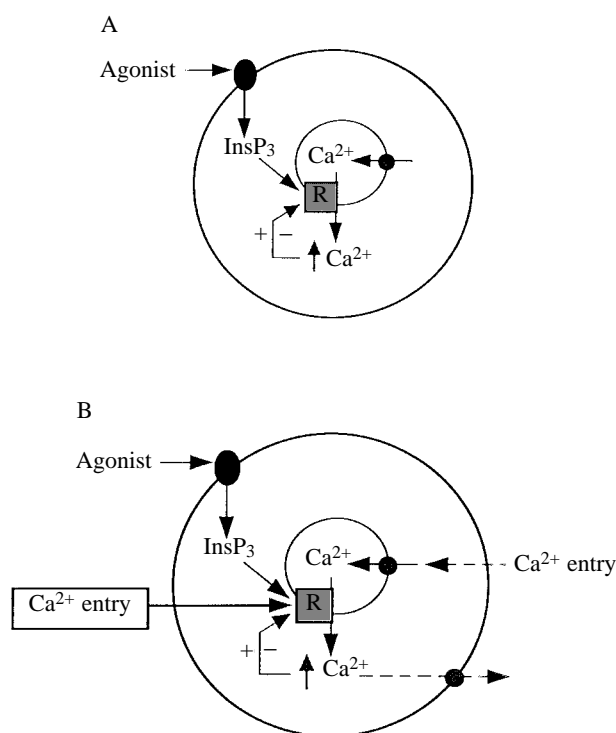 A
Agonist
InsP₃
Ca²⁺
R
+ −
Ca²⁺
B
Agonist
InsP₃
Ca²⁺
Ca²⁺ entry
Ca²⁺ entry
R
+ −
Ca²⁺